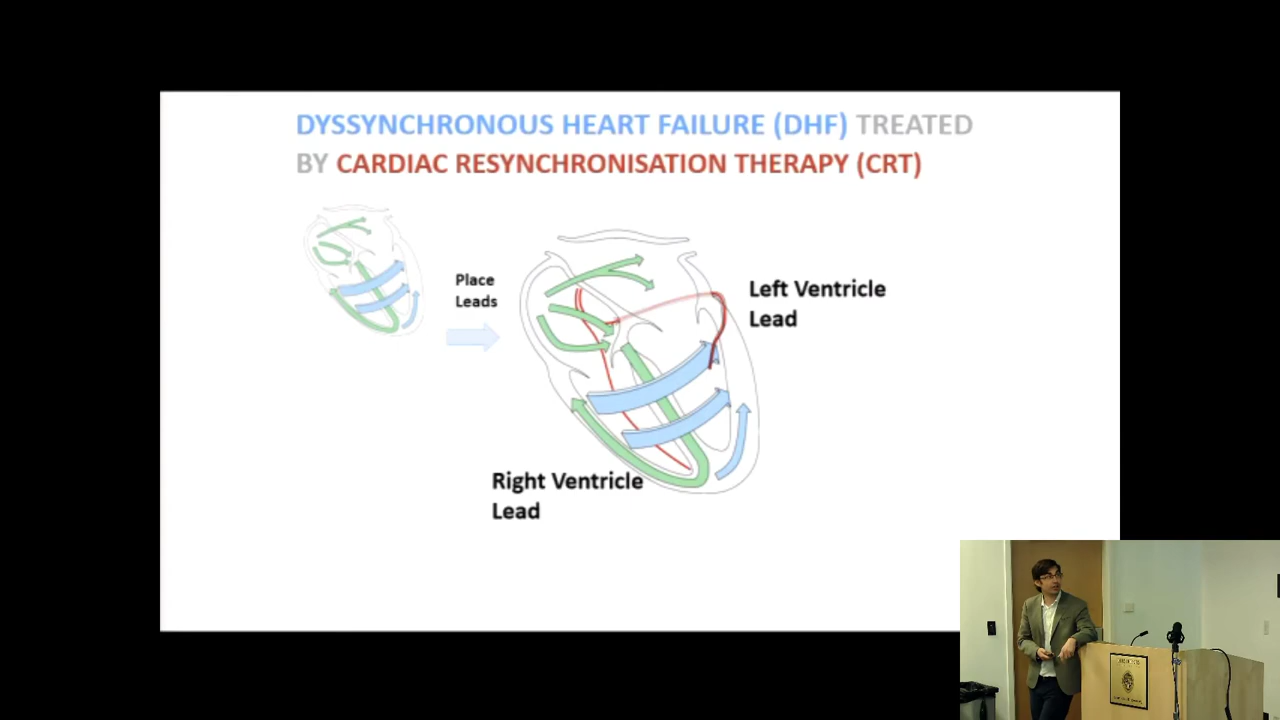 DYSSYNCHRONOUS HEART FAILURE (DHF) TREATED
BY CARDIAC RESYNCHRONISATION THERAPY (CRT)
Place
Leads
Left Ventricle
Lead
Right Ventricle
Lead